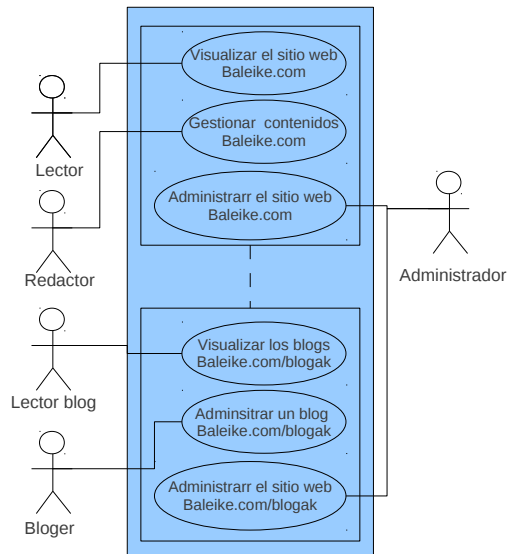 Visualizar el sitio web
Baleike.com
Gestionar contenidos
Baleike.com
Lector
Administrarr el sitio web
Baleike.com
Redactor
Administrador
Visualizar los blogs
Baleike.com/blogak
Lector blog
Adminsitrar un blog
Baleike.com/blogak
Administrarr el sitio web
Baleike.com/blogak
Bloger